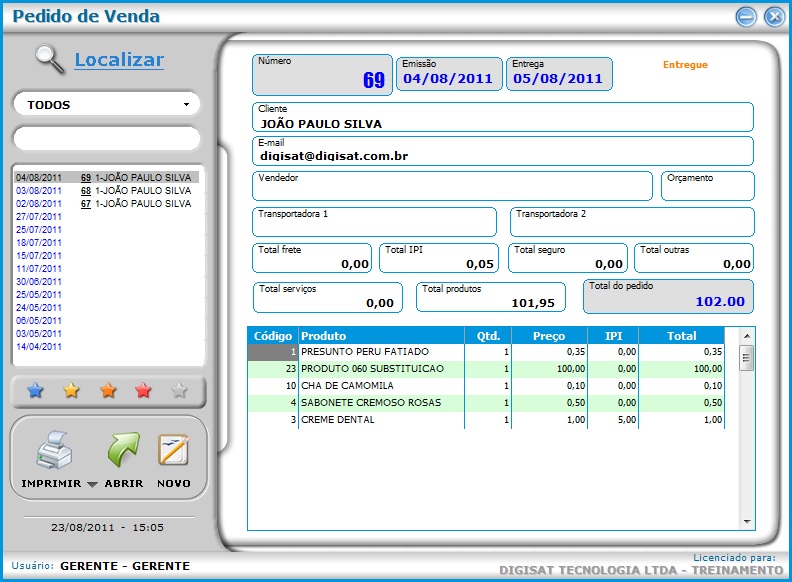 Pedido de Venda
Localizar
TODOS
04/08/2011 69 1-JOÃO PAULO SILVA
03/08/2011 68 1-JOÃO PAULO SILVA
02/08/2011 67 1-JOÃO PAULO SILVA
27/07/2011
25/07/2011
18/07/2011
15/07/2011
11/07/2011
30/06/2011
25/05/2011
24/05/2011
06/05/2011
03/05/2011
14/04/2011
IMPRIMIR ABRIR NOVO
23/08/2011 - 15:05
Número
69
Emissão
04/08/2011
Entrega
05/08/2011
Entregue
Cliente
JOÃO PAULO SILVA
E-mail
digisat@digisat.com.br
Vendedor
Orçamento
Transportadora 1
Transportadora 2
Total frete
0,00
Total IPI
0,05
Total seguro
0,00
Total outras
0,00
Total serviços
0,00
Total produtos
101,95
Total do pedido
102.00
Código Produto Qtd. Preço IPI Total
1 PRESUNTO PERU FATIADO 1 0,35 0,00 0,35
23 PRODUTO 060 SUBSTITUICAO 1 100,00 0,00 100,00
10 CHA DE CAMOMILA 1 0,10 0,00 0,10
4 SABONETE CREMOSO ROSAS 1 0,50 0,00 0,50
3 CREME DENTAL 1 1,00 5,00 1,00
Usuário: GERENTE - GERENTE
Licenciado para:
DIGISAT TECNOLOGIA LTDA - TREINAMENTO